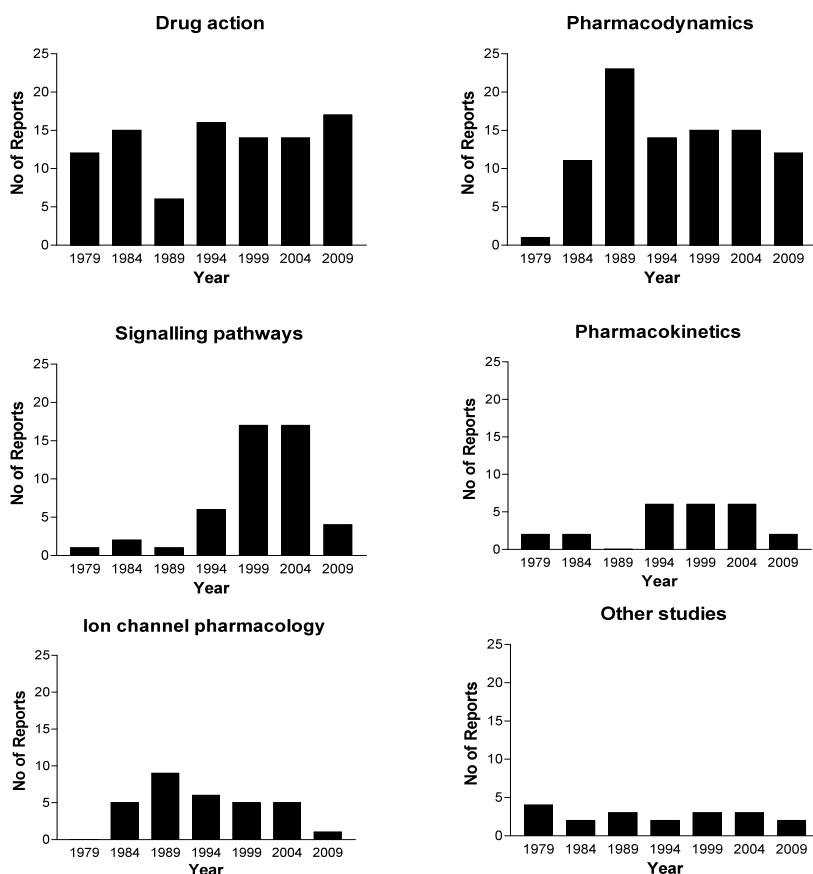 Drug action
25
20
15
10
5
0
No of Reports
1979 1984 1989 1994 1999 2004 2009
Year
Pharmacodynamics
25
20
15
10
5
0
No of Reports
1979 1984 1989 1994 1999 2004 2009
Year
Signalling pathways
25
20
15
10
5
0
No of Reports
1979 1984 1989 1994 1999 2004 2009
Year
Pharmacokinetics
25
20
15
10
5
0
No of Reports
1979 1984 1989 1994 1999 2004 2009
Year
Ion channel pharmacology
25
20
15
10
5
0
No of Reports
1979 1984 1989 1994 1999 2004 2009
Year
Other studies
25
20
15
10
5
0
No of Reports
1979 1984 1989 1994 1999 2004 2009
Year